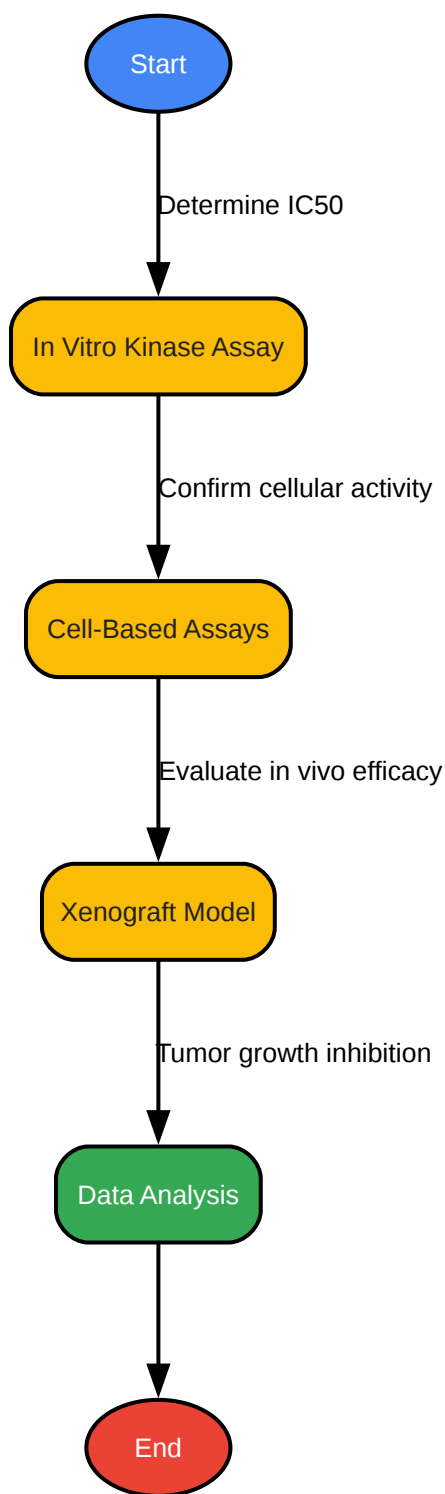 Start
Determine IC50
In Vitro Kinase Assay
Confirm cellular activity
Cell-Based Assays
Evaluate in vivo efficacy
Xenograft Model
Tumor growth inhibition
Data Analysis
End